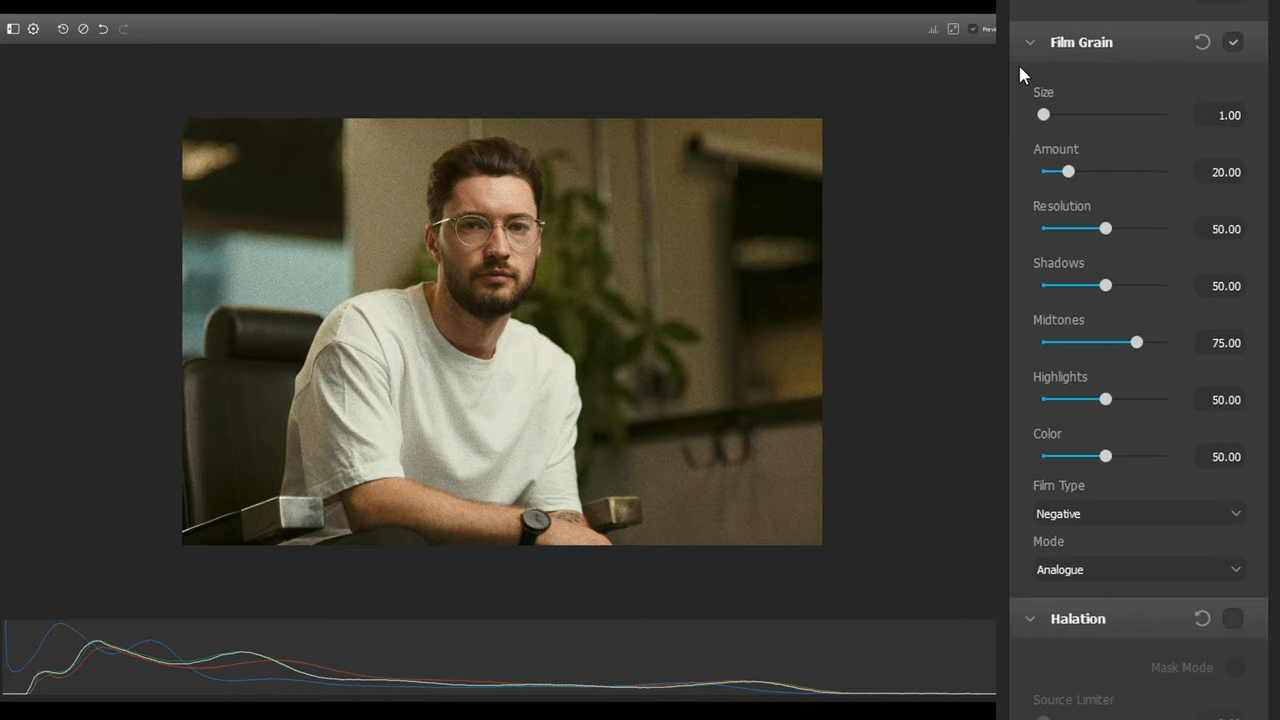 Film Grain
Size
1.00
Amount
20.00
Resolution
50.00
Shadows
50.00
Midtones
75.00
Highlights
50.00
Color
50.00
Film Type
Negative
Mode
Analogue
Halation
Mask Mode
Source Limiter